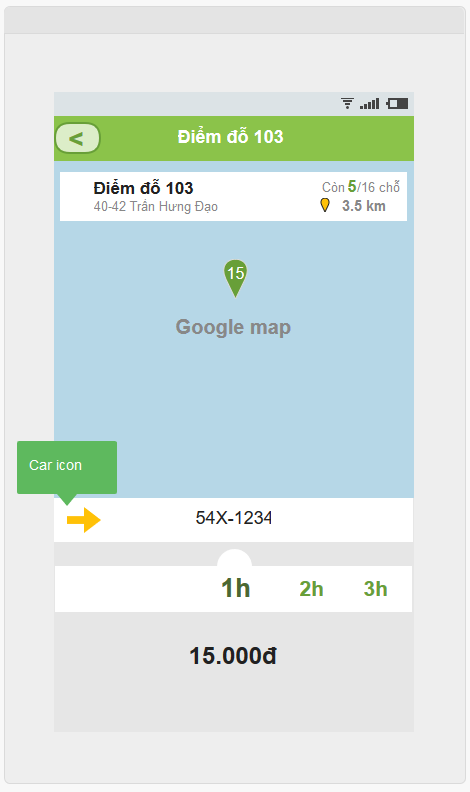 <
Điểm đỗ 103
Điểm đỗ 103
Còn 5/16 chỗ
40-42 Trần Hưng Đạo
3.5 km
15
Google map
Car icon
54X-1234
1h 2h 3h
15.000đ